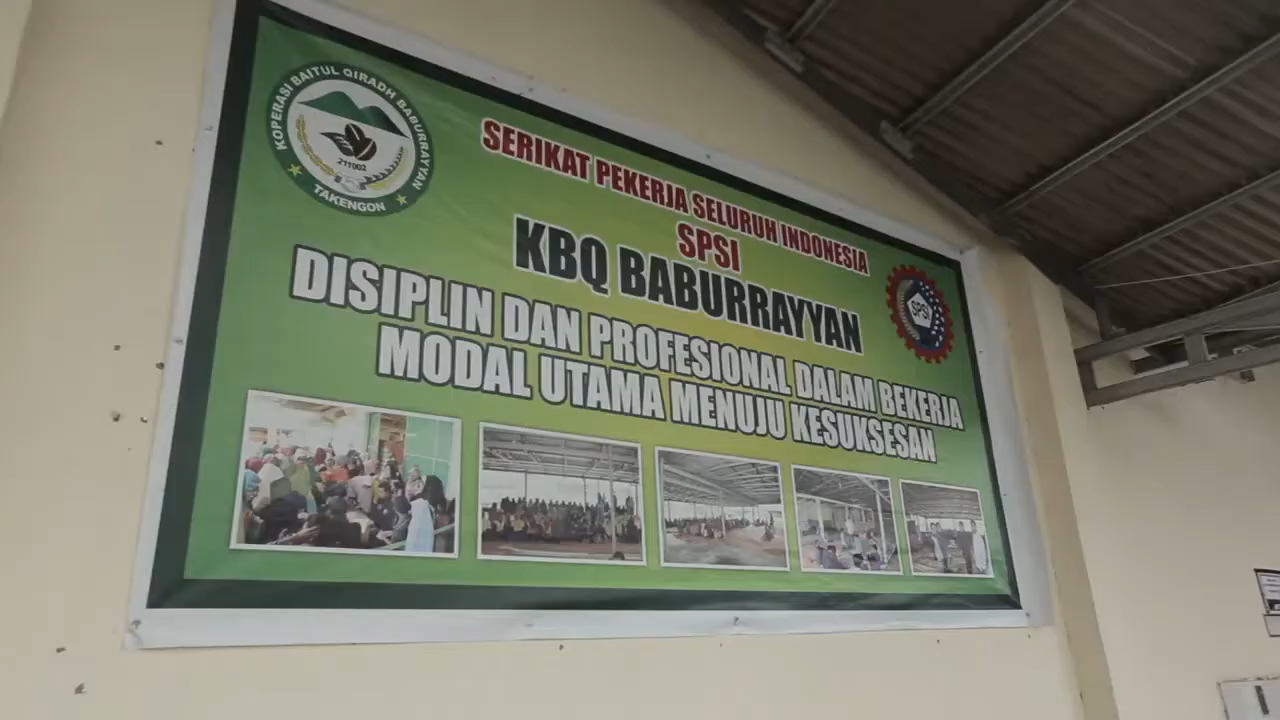 KOPERASI BAITUL QIRADH BABURRAYYAN
211002
TAKENGON
SERIKAT PEKERJA SELURUH INDONESIA
SPSI
KBQ BABURRAYYAN
SPSI
DISIPLIN DAN PROFESIONAL DALAM BEKERJA
MODAL UTAMA MENUJU KESUKSESAN